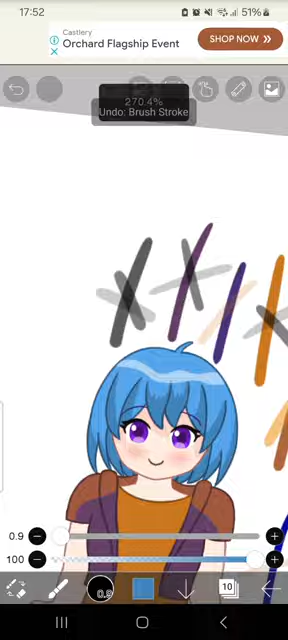 17:52
51%
Castlery
Orchard Flagship Event
SHOP NOW
270.4%
Undo: Brush Stroke
0.9
100
0.9
10